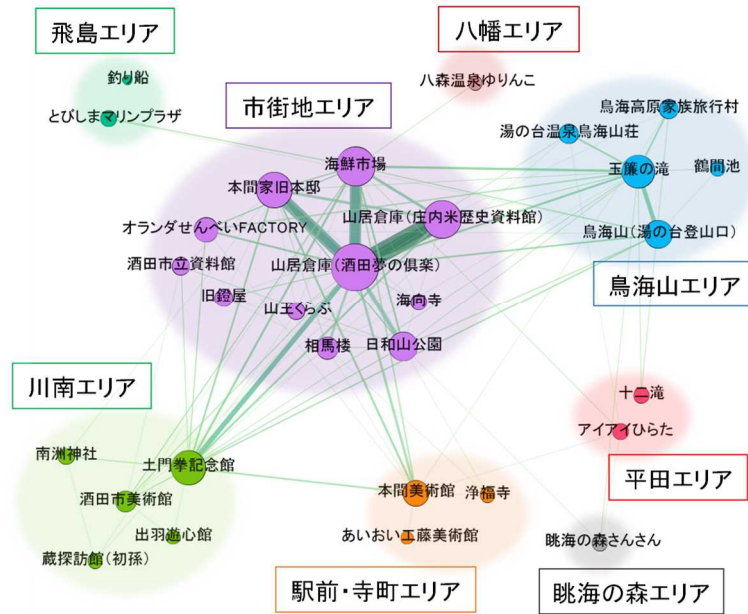 飛島エリア
八幡エリア
釣り船
とびしまマリンプラザ
八森温泉ゆりんこ
市街地エリア
鳥海高原家族旅行村
湯の台温泉鳥海山荘
海鮮市場
玉簾の滝
鶴間池
本間家旧本邸
山居倉庫(庄内米歴史資料館)
オランダせんべいFACTORY
鳥海山(湯の台登山口)
酒田市立資料館
山居倉庫(酒田夢の倶楽)
鳥海山エリア
旧鐙屋
山王くらぶ
海向寺
相馬楼
日和山公園
川南エリア
十二滝
アイアイひらた
南洲神社
土門拳記念館
平田エリア
酒田市美術館
本間美術館
浄福寺
出羽遊心館
あいおい工藤美術館
眺海の森さんさん
蔵探訪館(初孫)
駅前・寺町エリア
眺海の森エリア